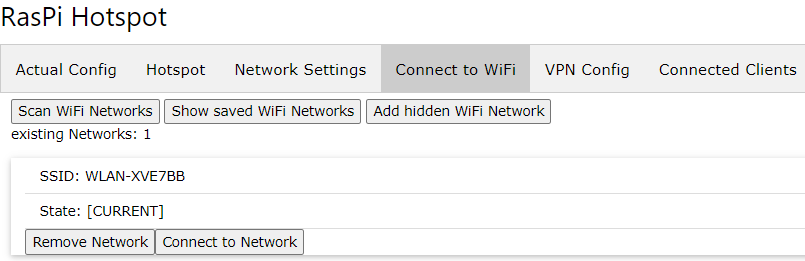 RasPi Hotspot
Actual Config Hotspot Network Settings Connect to WiFi VPN Config Connected Clients
Scan WiFi Networks Show saved WiFi Networks Add hidden WiFi Network
existing Networks: 1
SSID: WLAN-XVE7BB
State: [CURRENT]
Remove Network Connect to Network